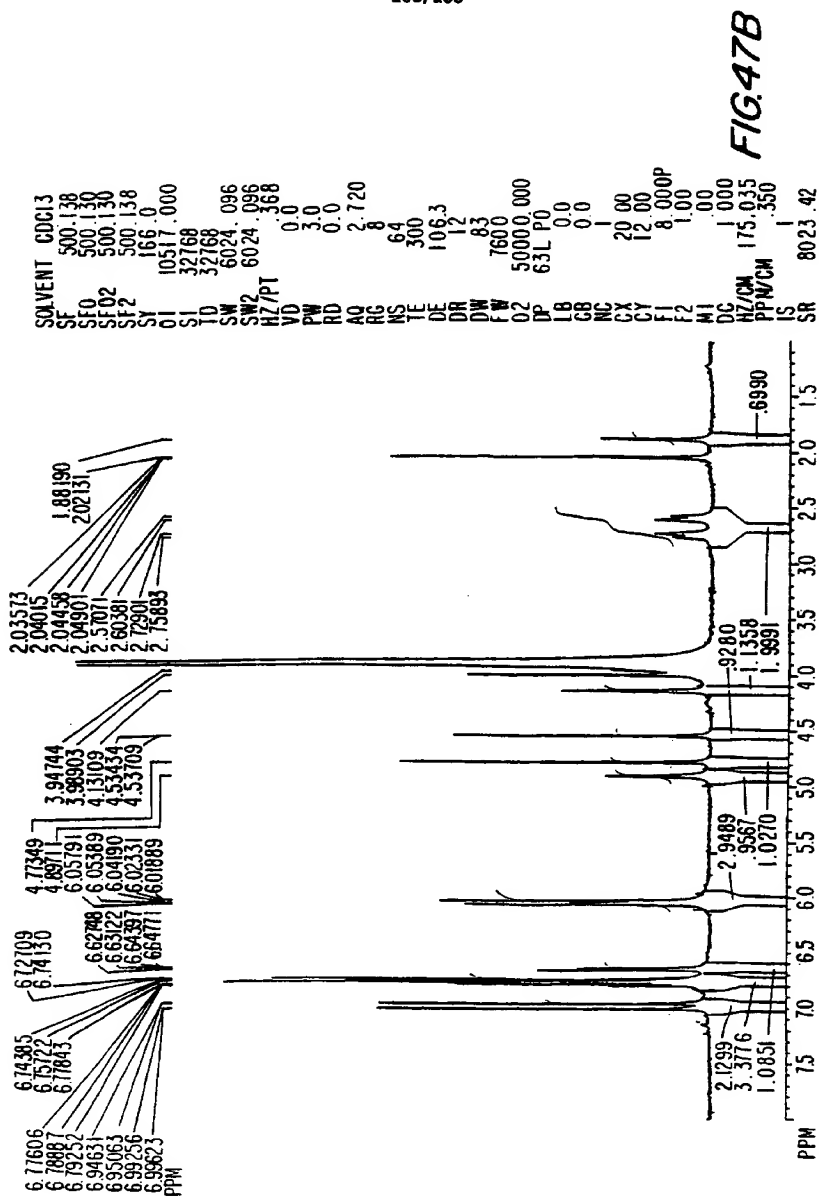 SOLVENT CDCl3
SF 500.138
SFO 500.130
SFO2 500.130
SF2 500.138
SY 166.0
O1 10517.000
SI 32768
TD 32768
SW 6024.096
SW2 6024.096
HZ/PT .368
VD 0.0
PW 3.0
RD 0.0
AQ 2.720
RG 8
NS 64
TE 300
DE 106.3
DR 12
DW 83
FW 7600
O2 50000.000
DP 63L PO
LB 0.0
GB 0.0
NC 1
CX 20.00
CY 12.00
F1 8.000P
F2 1.00
M1 .00
DC 1.000
HZ/CM 175.035
PPM/CM .350
IS 1
SR 8023.42
FIG.47B
6.77606
6.78887
6.79252
6.94631
6.95063
6.99256
6.99623
PPM
6.74385
6.75722
6.77843
6.72709
6.74130
6.62748
6.63122
6.64397
6.64771
4.77349
4.89711
6.05791
6.05389
6.04190
6.02331
6.01889
3.94744
3.98903
4.13109
4.53434
4.53709
2.03573
2.04015
2.04458
2.04901
2.57071
2.60381
2.72901
2.75893
1.88190
2.02131
2.1299
3.3776
1.0851
2.9489
.9567
1.0270
.9280
1.1358
1.9991
.6990
PPM 7.5 7.0 6.5 6.0 5.5 5.0 4.5 4.0 3.5 3.0 2.5 2.0 1.5